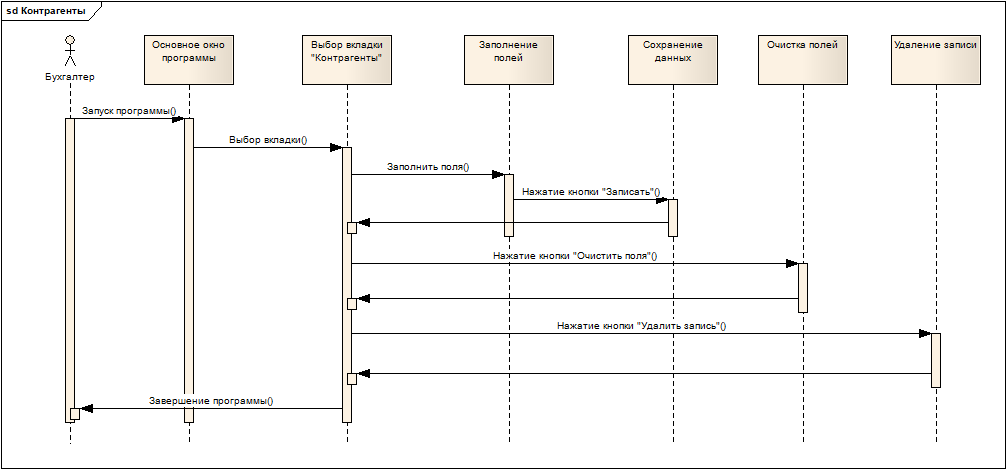 sd Контрагенты
Бухгалтер
Основное окно
программы
Выбор вкладки
"Контрагенты"
Заполнение
полей
Сохранение
данных
Очистка полей
Удаление записи
Запуск программы()
Выбор вкладки()
Заполнить поля()
Нажатие кнопки "Записать"()
Нажатие кнопки "Очистить поля"()
Нажатие кнопки "Удалить запись"()
Завершение программы()